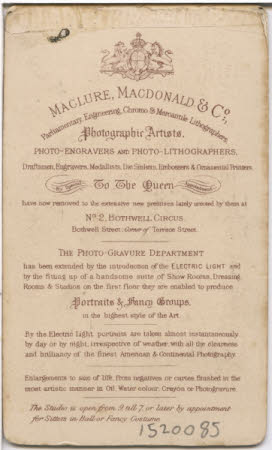 MACLURE, MACDONALD & Co,
Parliamentary, Engineering, Chromo & Mercantile Lithographers,
Photographic Artists,
PHOTO-ENGRAVERS AND PHOTO-LITHOGRAPHERS,
Draftsmen, Engravers, Medallists, Die Sinkers, Embossers & Ornamental Printers
To The Queen
have now removed to the extensive new premises lately erected by them at
No 2, BOTHWELL CIRCUS.
Bothwell Street: Corner of Terrace Street.
THE PHOTO-GRAVURE DEPARTMENT
has been extended by the introduction of the ELECTRIC LIGHT and
by the fitting up of a handsome suite of Show Rooms, Dressing
Rooms & Studios on the first floor they are enabled to produce
Portraits & Fancy Groups,
in the highest style of the Art.
By the Electric Light portraits are taken almost instantaneously
by day or by night, irrespective of weather, with all the clearness
and brilliancy of the finest American & Continental Photography.
Enlargements to size of life, from negatives or cartes finished in the
most artistic manner in Oil, Water colour, Crayon or Photogravure.
The Studio is open from 9 till 7, or later by appointment
for Sitters in Ball or Fancy Costume.
1520085